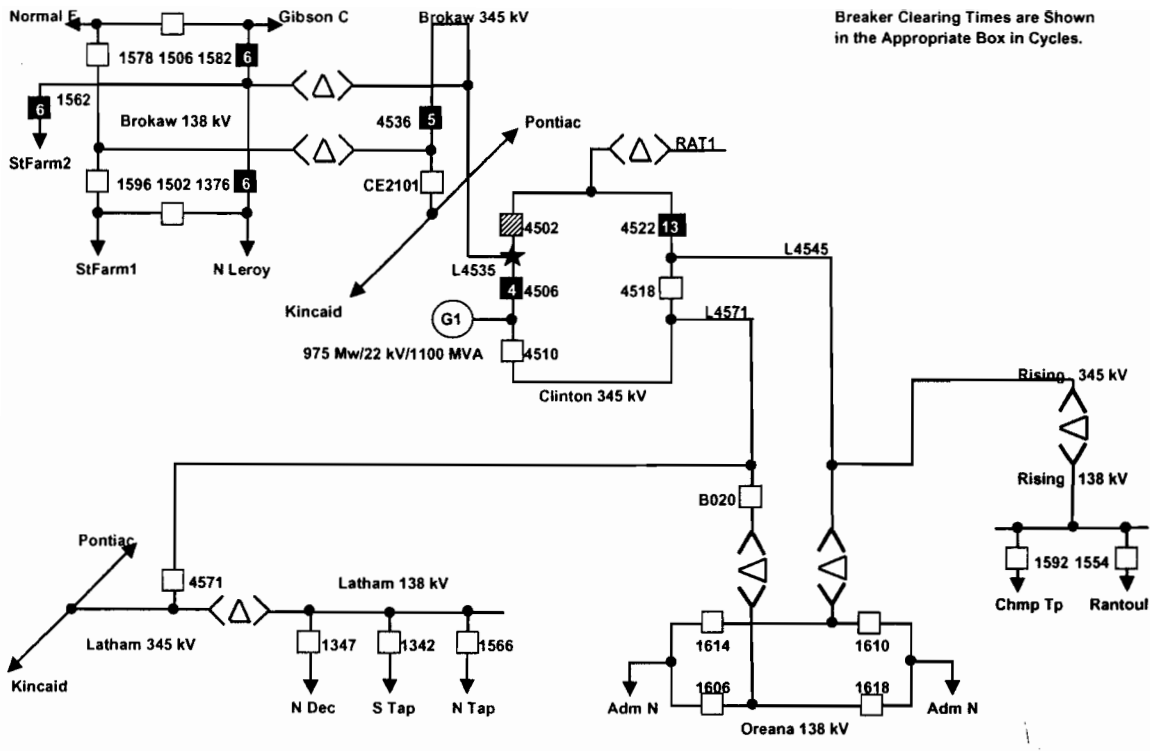 Normal E
Gibson C
Brokaw 345 kV
Breaker Clearing Times are Shown
in the Appropriate Box in Cycles.
1578 1506 1582
6
6
1562
Brokaw 138 kV
4536
5
Pontiac
RAT1
StFarm2
1596 1502 1376
6
CE2101
4502
4522
13
StFarm1
N Leroy
L4535
L4545
4
4506
4518
Kincaid
G1
L4571
975 Mw/22 kV/1100 MVA
4510
Clinton 345 kV
Rising 345 kV
Rising 138 kV
B020
Pontiac
4571
Latham 138 kV
1592 1554
Chmp Tp
Rantoul
Latham 345 kV
1347
1342
1566
1614
1610
Kincaid
1606
1618
N Dec
S Tap
N Tap
Adm N
Adm N
Oreana 138 kV